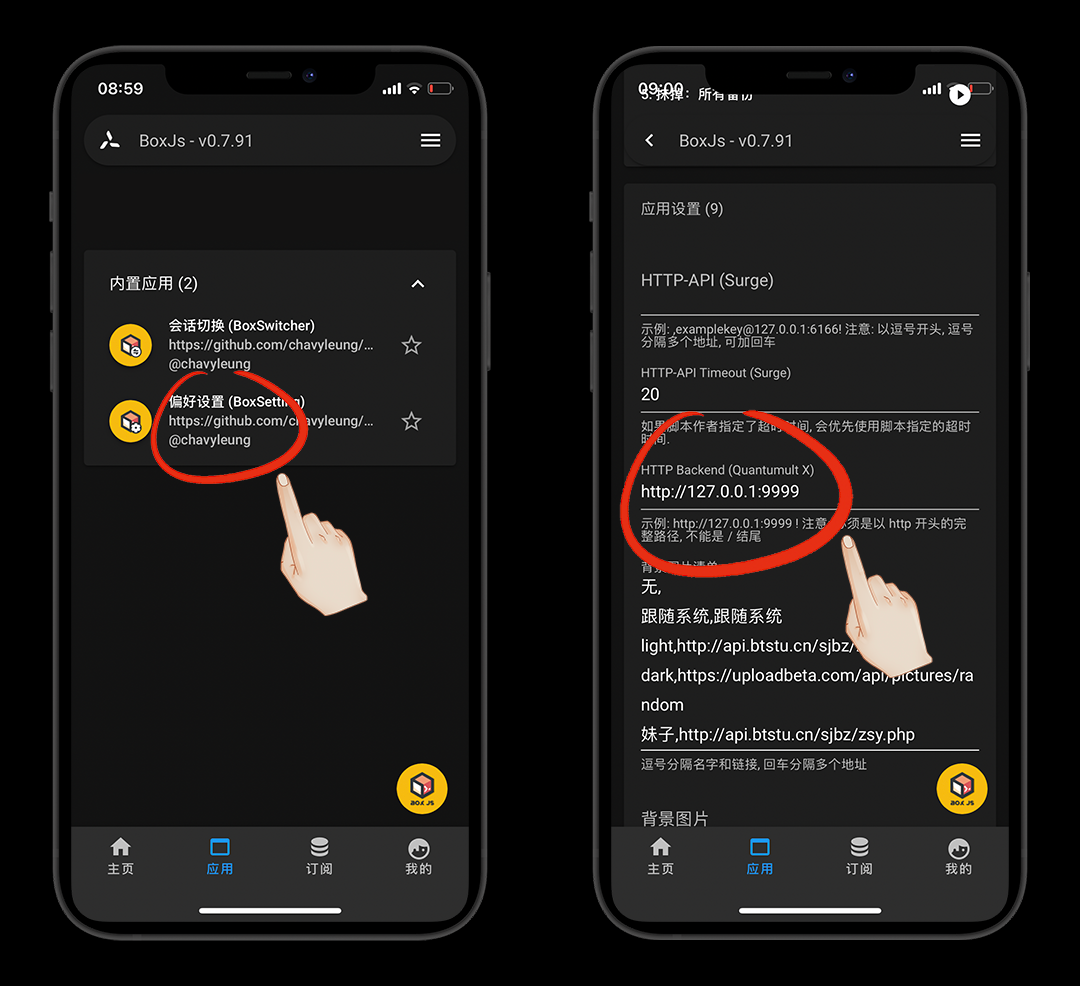 08:59
BoxJs - v0.7.91
内置应用 (2)
会话切换 (BoxSwitcher)
https://github.com/chavyleung/...
@chavyleung
偏好设置 (BoxSetting)
https://github.com/chavyleung/...
@chavyleung
BOX JS
主页
应用
订阅
我的
09:00
3. 抹掉: 所有备份
BoxJs - v0.7.91
应用设置 (9)
HTTP-API (Surge)
示例: ,examplekey@127.0.0.1:6166! 注意: 以逗号开头, 逗号
分隔多个地址, 可加回车
HTTP-API Timeout (Surge)
20
如果脚本作者指定了超时时间, 会优先使用脚本指定的超时
时间.
HTTP Backend (Quantumult X)
http://127.0.0.1:9999
示例: http://127.0.0.1:9999 ! 注意: 必须是以 http 开头的完
整路径, 不能是 / 结尾
背景图片清单
无,
跟随系统,跟随系统
light,http://api.btstu.cn/sjbz/
dark,https://uploadbeta.com/api/pictures/ra
ndom
妹子,http://api.btstu.cn/sjbz/zsy.php
逗号分隔名字和链接, 回车分隔多个地址
背景图片
BOX JS
主页
应用
订阅
我的